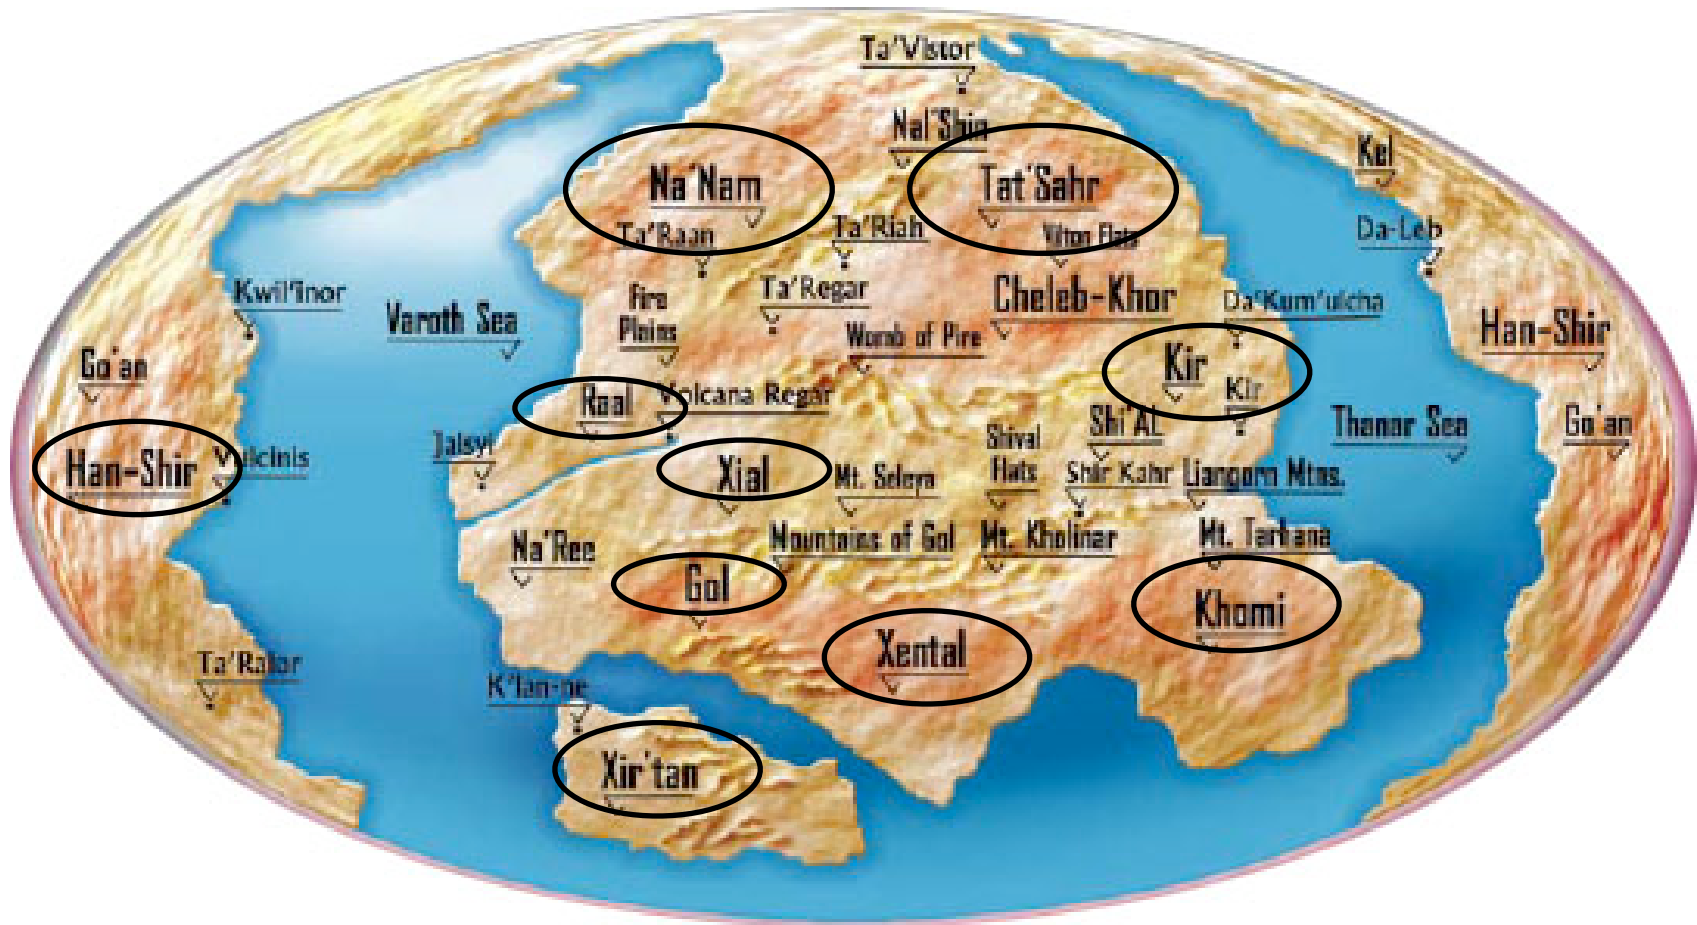 Ta'Vistor
Nal'Shin
Kel
Na'Nam
Tat'Sahr
Ta'Raan
Ta'Riah
Vilton Flats
Da-Leb
Kwil'inor
Fire
Plains
Ta'Regar
Cheleb-Khor
Da'Kum'ulcha
Varoth Sea
Womb of Fire
Han-Shir
Go'an
Kir
Raal
Volcana Regar
Kir
Shi'AL
Thanar Sea
Go'an
Jalsyi
Han-Shir
Vulcinis
Xial
Mt. Seleya
Shival
Flats
Shir Kahr
Llangorn Mtns.
Na'Ree
Mountains of Gol
Mt. Kholinar
Mt. Tarhana
Gol
Khomi
Xental
Ta'Ralar
K'lan-ne
Xir'tan